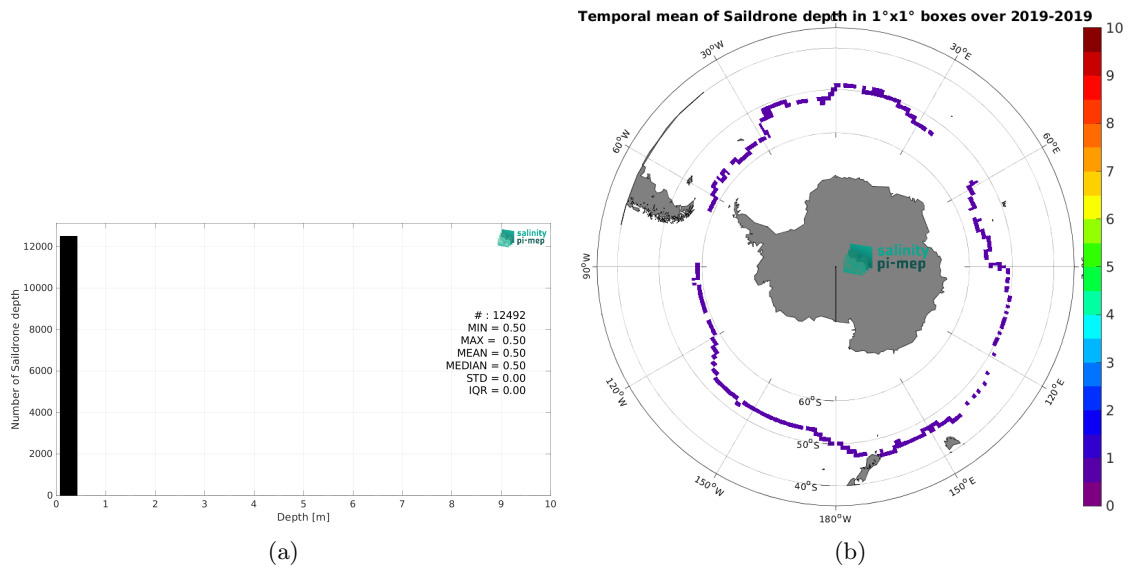 Temporal mean of Saildrone depth in 1°x1° boxes over 2019-2019
salinity
pi-mep
# : 12492
MIN = 0.50
MAX = 0.50
MEAN = 0.50
MEDIAN = 0.50
STD = 0.00
IQR = 0.00
Number of Saildrone depth
12000
10000
8000
6000
4000
2000
0
0 1 2 3 4 5 6 7 8 9 10
Depth [m]
(a)
30°W
30°E
60°W
60°E
90°W
120°W
120°E
150°W
150°E
180°W
60°S
50°S
40°S
salinity
pi-mep
10
9
8
7
6
5
4
3
2
1
0
(b)